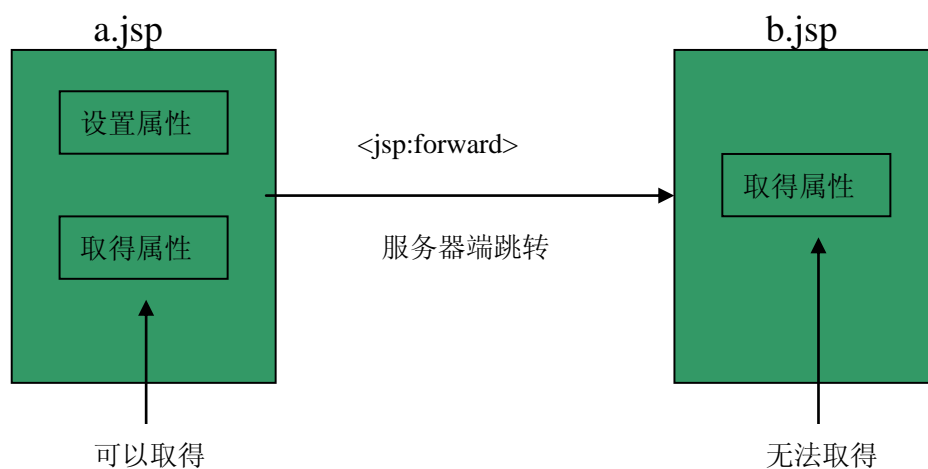 a.jsp
b.jsp
设置属性
<jsp:forward>
取得属性
取得属性
服务器端跳转
可以取得
无法取得